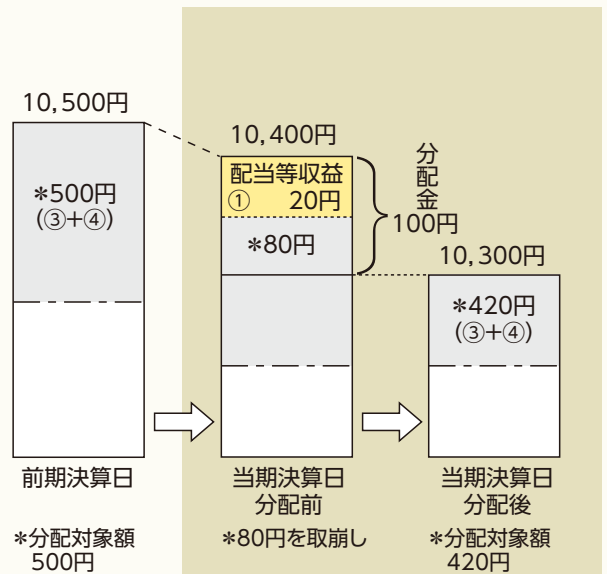 10,500円
*500円
(③+④)
前期決算日
*分配対象額
500円
10,400円
配当等収益
① 20円
*80円
分配金
100円
当期決算日
分配前
*80円を取崩し
10,300円
*420円
(③+④)
当期決算日
分配後
*分配対象額
420円